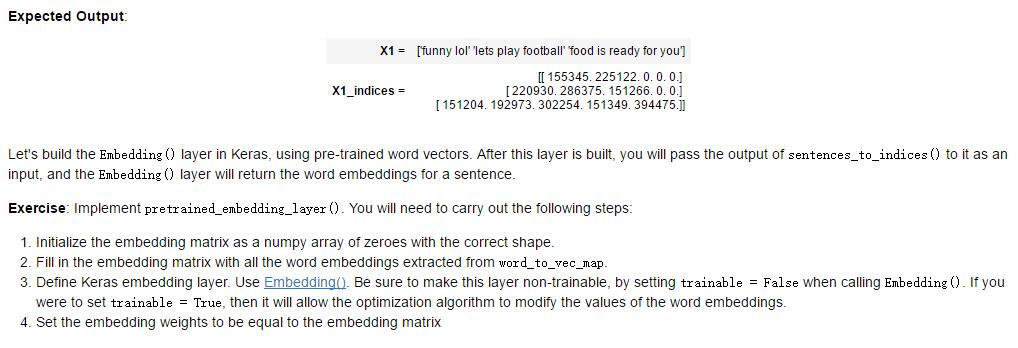 Expected Output:
X1 = ['funny lol' 'lets play football' 'food is ready for you']
X1_indices =
[[ 155345. 225122. 0. 0. 0.]
[ 220930. 286375. 151266. 0. 0.]
[ 151204. 192973. 302254. 151349. 394475.]]
Let's build the Embedding() layer in Keras, using pre-trained word vectors. After this layer is built, you will pass the output of sentences_to_indices() to it as an
input, and the Embedding() layer will return the word embeddings for a sentence.
Exercise: Implement pretrained_embedding_layer(). You will need to carry out the following steps:
1. Initialize the embedding matrix as a numpy array of zeroes with the correct shape.
2. Fill in the embedding matrix with all the word embeddings extracted from word_to_vec_map.
3. Define Keras embedding layer. Use Embedding(). Be sure to make this layer non-trainable, by setting trainable = False when calling Embedding(). If you
were to set trainable = True, then it will allow the optimization algorithm to modify the values of the word embeddings.
4. Set the embedding weights to be equal to the embedding matrix